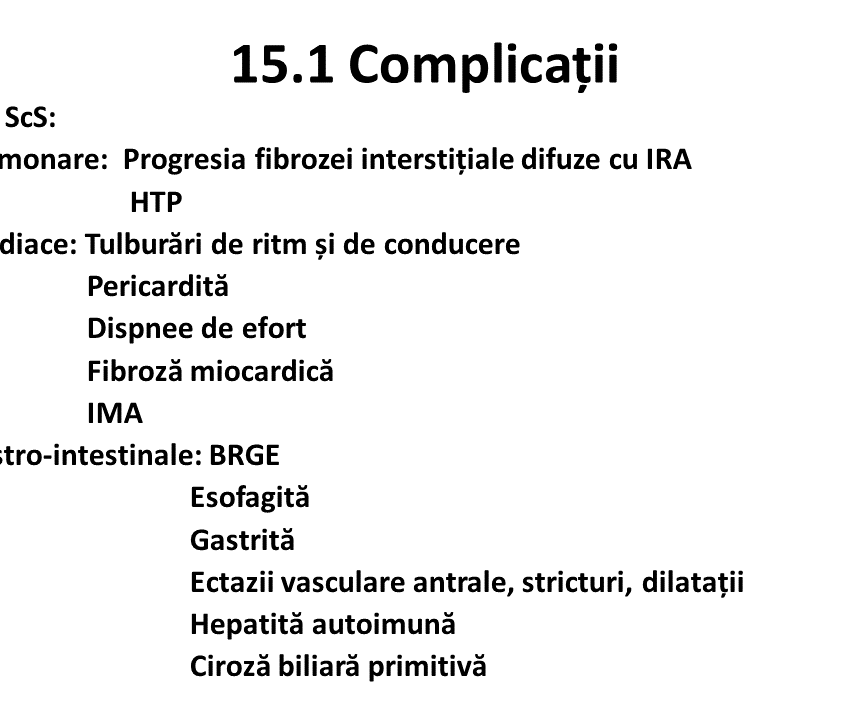 15.1 Complicații
ScS:
monare: Progresia fibrozei interstițiale difuze cu IRA
HTP
diace: Tulburări de ritm și de conducere
Pericardită
Dispnee de efort
Fibroză miocardică
IMA
stro-intestinale: BRGE
Esofagită
Gastrită
Ectazii vasculare antrale, stricturi, dilatații
Hepatită autoimună
Ciroză biliară primitivă